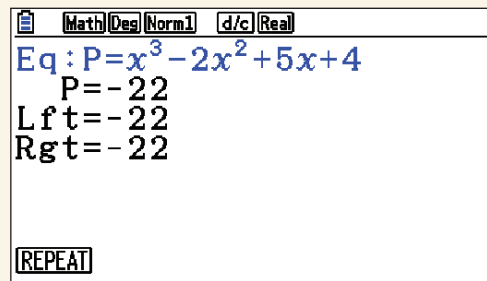 Math Deg Norm1 d/c Real
Eq:P=x³-2x²+5x+4
P=-22
Lft=-22
Rgt=-22
REPEAT